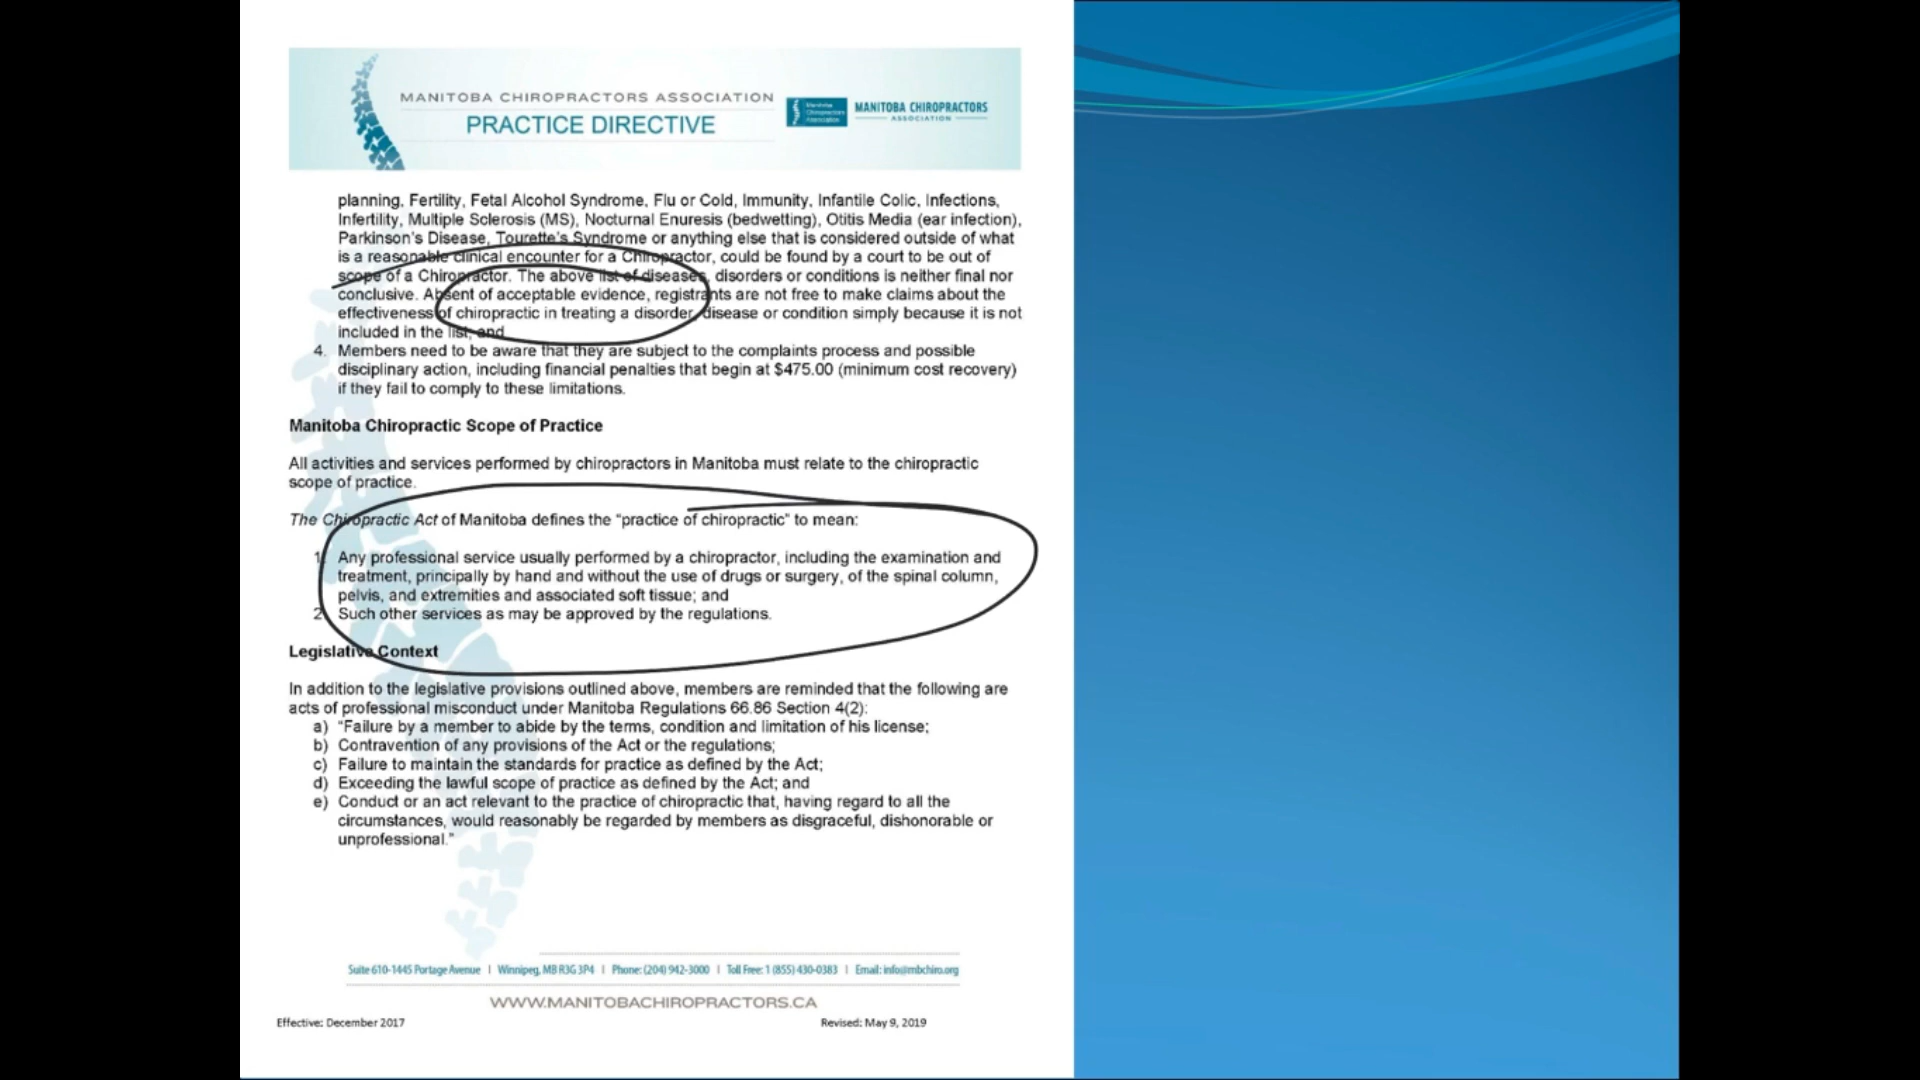 MANITOBA CHIROPRACTORS ASSOCIATION
PRACTICE DIRECTIVE
Manitoba
Chiropractors
Association
MANITOBA CHIROPRACTORS
ASSOCIATION
planning, Fertility, Fetal Alcohol Syndrome, Flu or Cold, Immunity, Infantile Colic, Infections,
Infertility, Multiple Sclerosis (MS), Nocturnal Enuresis (bedwetting), Otitis Media (ear infection),
Parkinson's Disease, Tourette's Syndrome or anything else that is considered outside of what
is a reasonable clinical encounter for a Chiropractor, could be found by a court to be out of
scope of a Chiropractor. The above list of diseases, disorders or conditions is neither final nor
conclusive. Absent of acceptable evidence, registrants are not free to make claims about the
effectiveness of chiropractic in treating a disorder, disease or condition simply because it is not
included in the list; and
4. Members need to be aware that they are subject to the complaints process and possible
disciplinary action, including financial penalties that begin at $475.00 (minimum cost recovery)
if they fail to comply to these limitations.
Manitoba Chiropractic Scope of Practice
All activities and services performed by chiropractors in Manitoba must relate to the chiropractic
scope of practice.
The Chiropractic Act of Manitoba defines the "practice of chiropractic" to mean:
1. Any professional service usually performed by a chiropractor, including the examination and
treatment, principally by hand and without the use of drugs or surgery, of the spinal column,
pelvis, and extremities and associated soft tissue; and
2. Such other services as may be approved by the regulations.
Legislative Context
In addition to the legislative provisions outlined above, members are reminded that the following are
acts of professional misconduct under Manitoba Regulations 66.86 Section 4(2):
a) "Failure by a member to abide by the terms, condition and limitation of his license;
b) Contravention of any provisions of the Act or the regulations;
c) Failure to maintain the standards for practice as defined by the Act;
d) Exceeding the lawful scope of practice as defined by the Act; and
e) Conduct or an act relevant to the practice of chiropractic that, having regard to all the
circumstances, would reasonably be regarded by members as disgraceful, dishonorable or
unprofessional."
Suite 610-1445 Portage Avenue | Winnipeg, MB R3G 3P4 | Phone: (204) 942-3000 | Toll Free: 1 (855) 430-0383 | Email: info@mbchiro.org
WWW.MANITOBACHIROPRACTORS.CA
Effective: December 2017 Revised: May 9, 2019